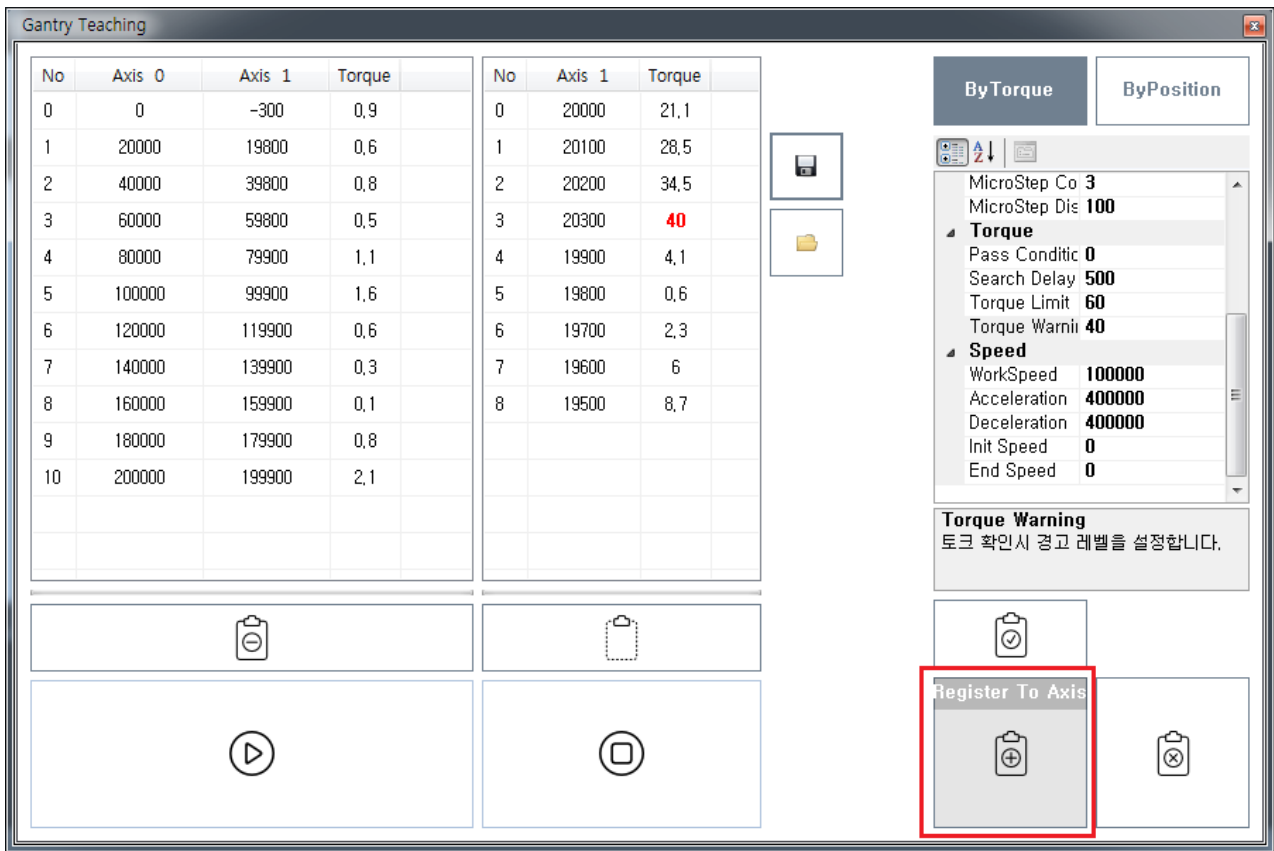 Gantry Teaching
No Axis 0 Axis 1 Torque
0 0 -300 0,9
1 20000 19800 0,6
2 40000 39800 0,8
3 60000 59800 0,5
4 80000 79900 1,1
5 100000 99900 1,6
6 120000 119900 0,6
7 140000 139900 0,3
8 160000 159900 0,1
9 180000 179900 0,8
10 200000 199900 2,1
No Axis 1 Torque
0 20000 21,1
1 20100 28,5
2 20200 34,5
3 20300 40
4 19900 4,1
5 19800 0,6
6 19700 2,3
7 19600 6
8 19500 8,7
ByTorque ByPosition
MicroStep Co 3
MicroStep Dis 100
Torque
Pass Conditic 0
Search Delay 500
Torque Limit 60
Torque Warnin 40
Speed
WorkSpeed 100000
Acceleration 400000
Deceleration 400000
Init Speed 0
End Speed 0
Torque Warning
토크 확인시 경고 레벨을 설정합니다,
Register To Axis